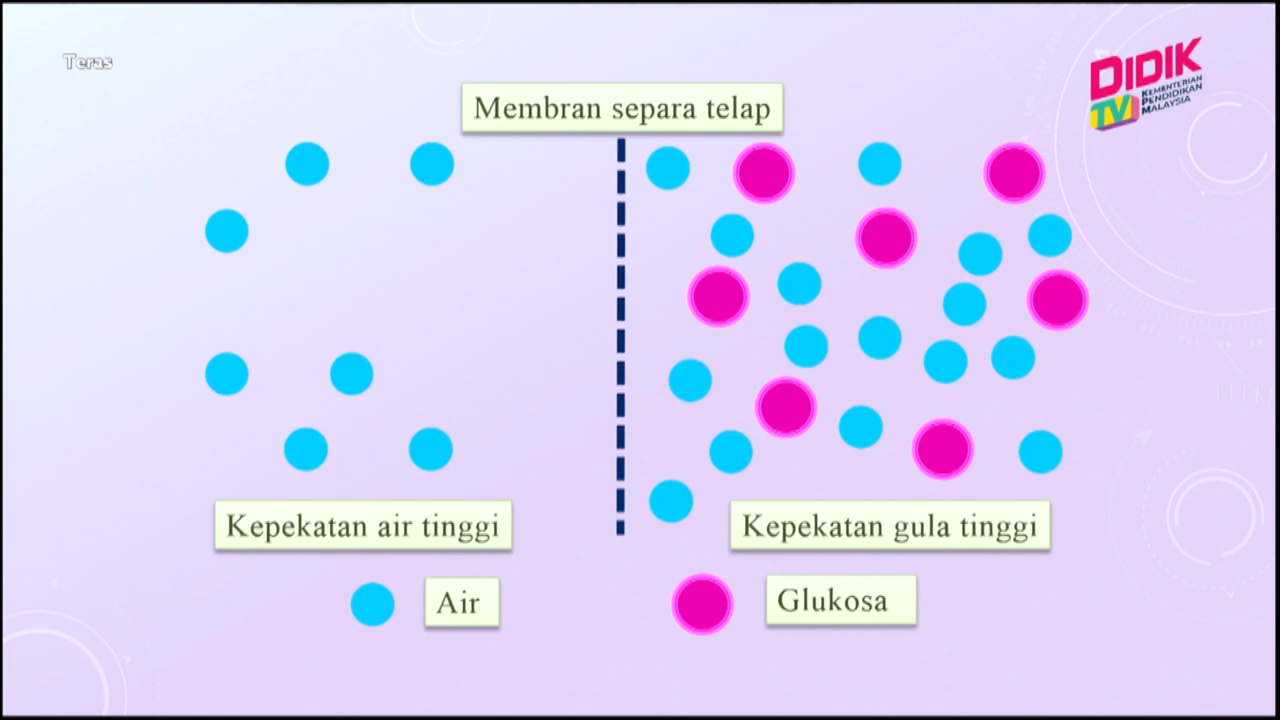 Teras
DIDIK
TV
KEMENTERIAN
PENDIDIKAN
MALAYSIA
Membran separa telap
Kepekatan air tinggi
Kepekatan gula tinggi
Air
Glukosa